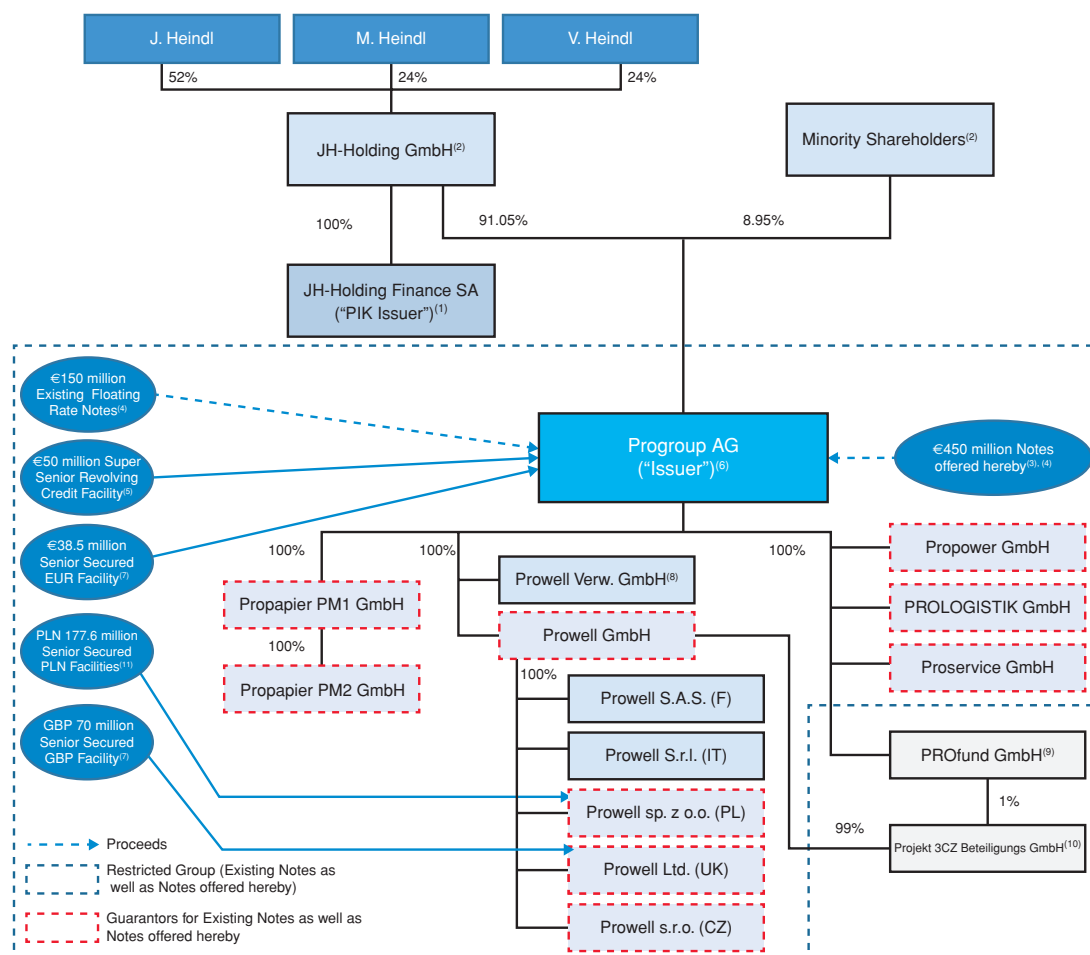 J. Heindl
M. Heindl
V. Heindl
52%
24%
24%
JH-Holding GmbH(2)
Minority Shareholders(2)
100%
91.05%
8.95%
JH-Holding Finance SA
(“PIK Issuer”)(1)
€150 million
Existing Floating
Rate Notes(4)
€50 million Super
Senior Revolving
Credit Facility(5)
€38.5 million
Senior Secured
EUR Facility(7)
PLN 177.6 million
Senior Secured
PLN Facilities(11)
GBP 70 million
Senior Secured
GBP Facility(7)
Progroup AG
(“Issuer”)(6)
€450 million Notes
offered hereby(3), (4)
100%
100%
100%
Propapier PM1 GmbH
100%
Propapier PM2 GmbH
Prowell Verw. GmbH(8)
Prowell GmbH
100%
Prowell S.A.S. (F)
Prowell S.r.l. (IT)
Prowell sp. z o.o. (PL)
Prowell Ltd. (UK)
Prowell s.r.o. (CZ)
Propower GmbH
PROLOGISTIK GmbH
Proservice GmbH
PROfund GmbH(9)
1%
99%
Projekt 3CZ Beteiligungs GmbH(10)
Proceeds
Restricted Group (Existing Notes as
well as Notes offered hereby)
Guarantors for Existing Notes as well as
Notes offered hereby